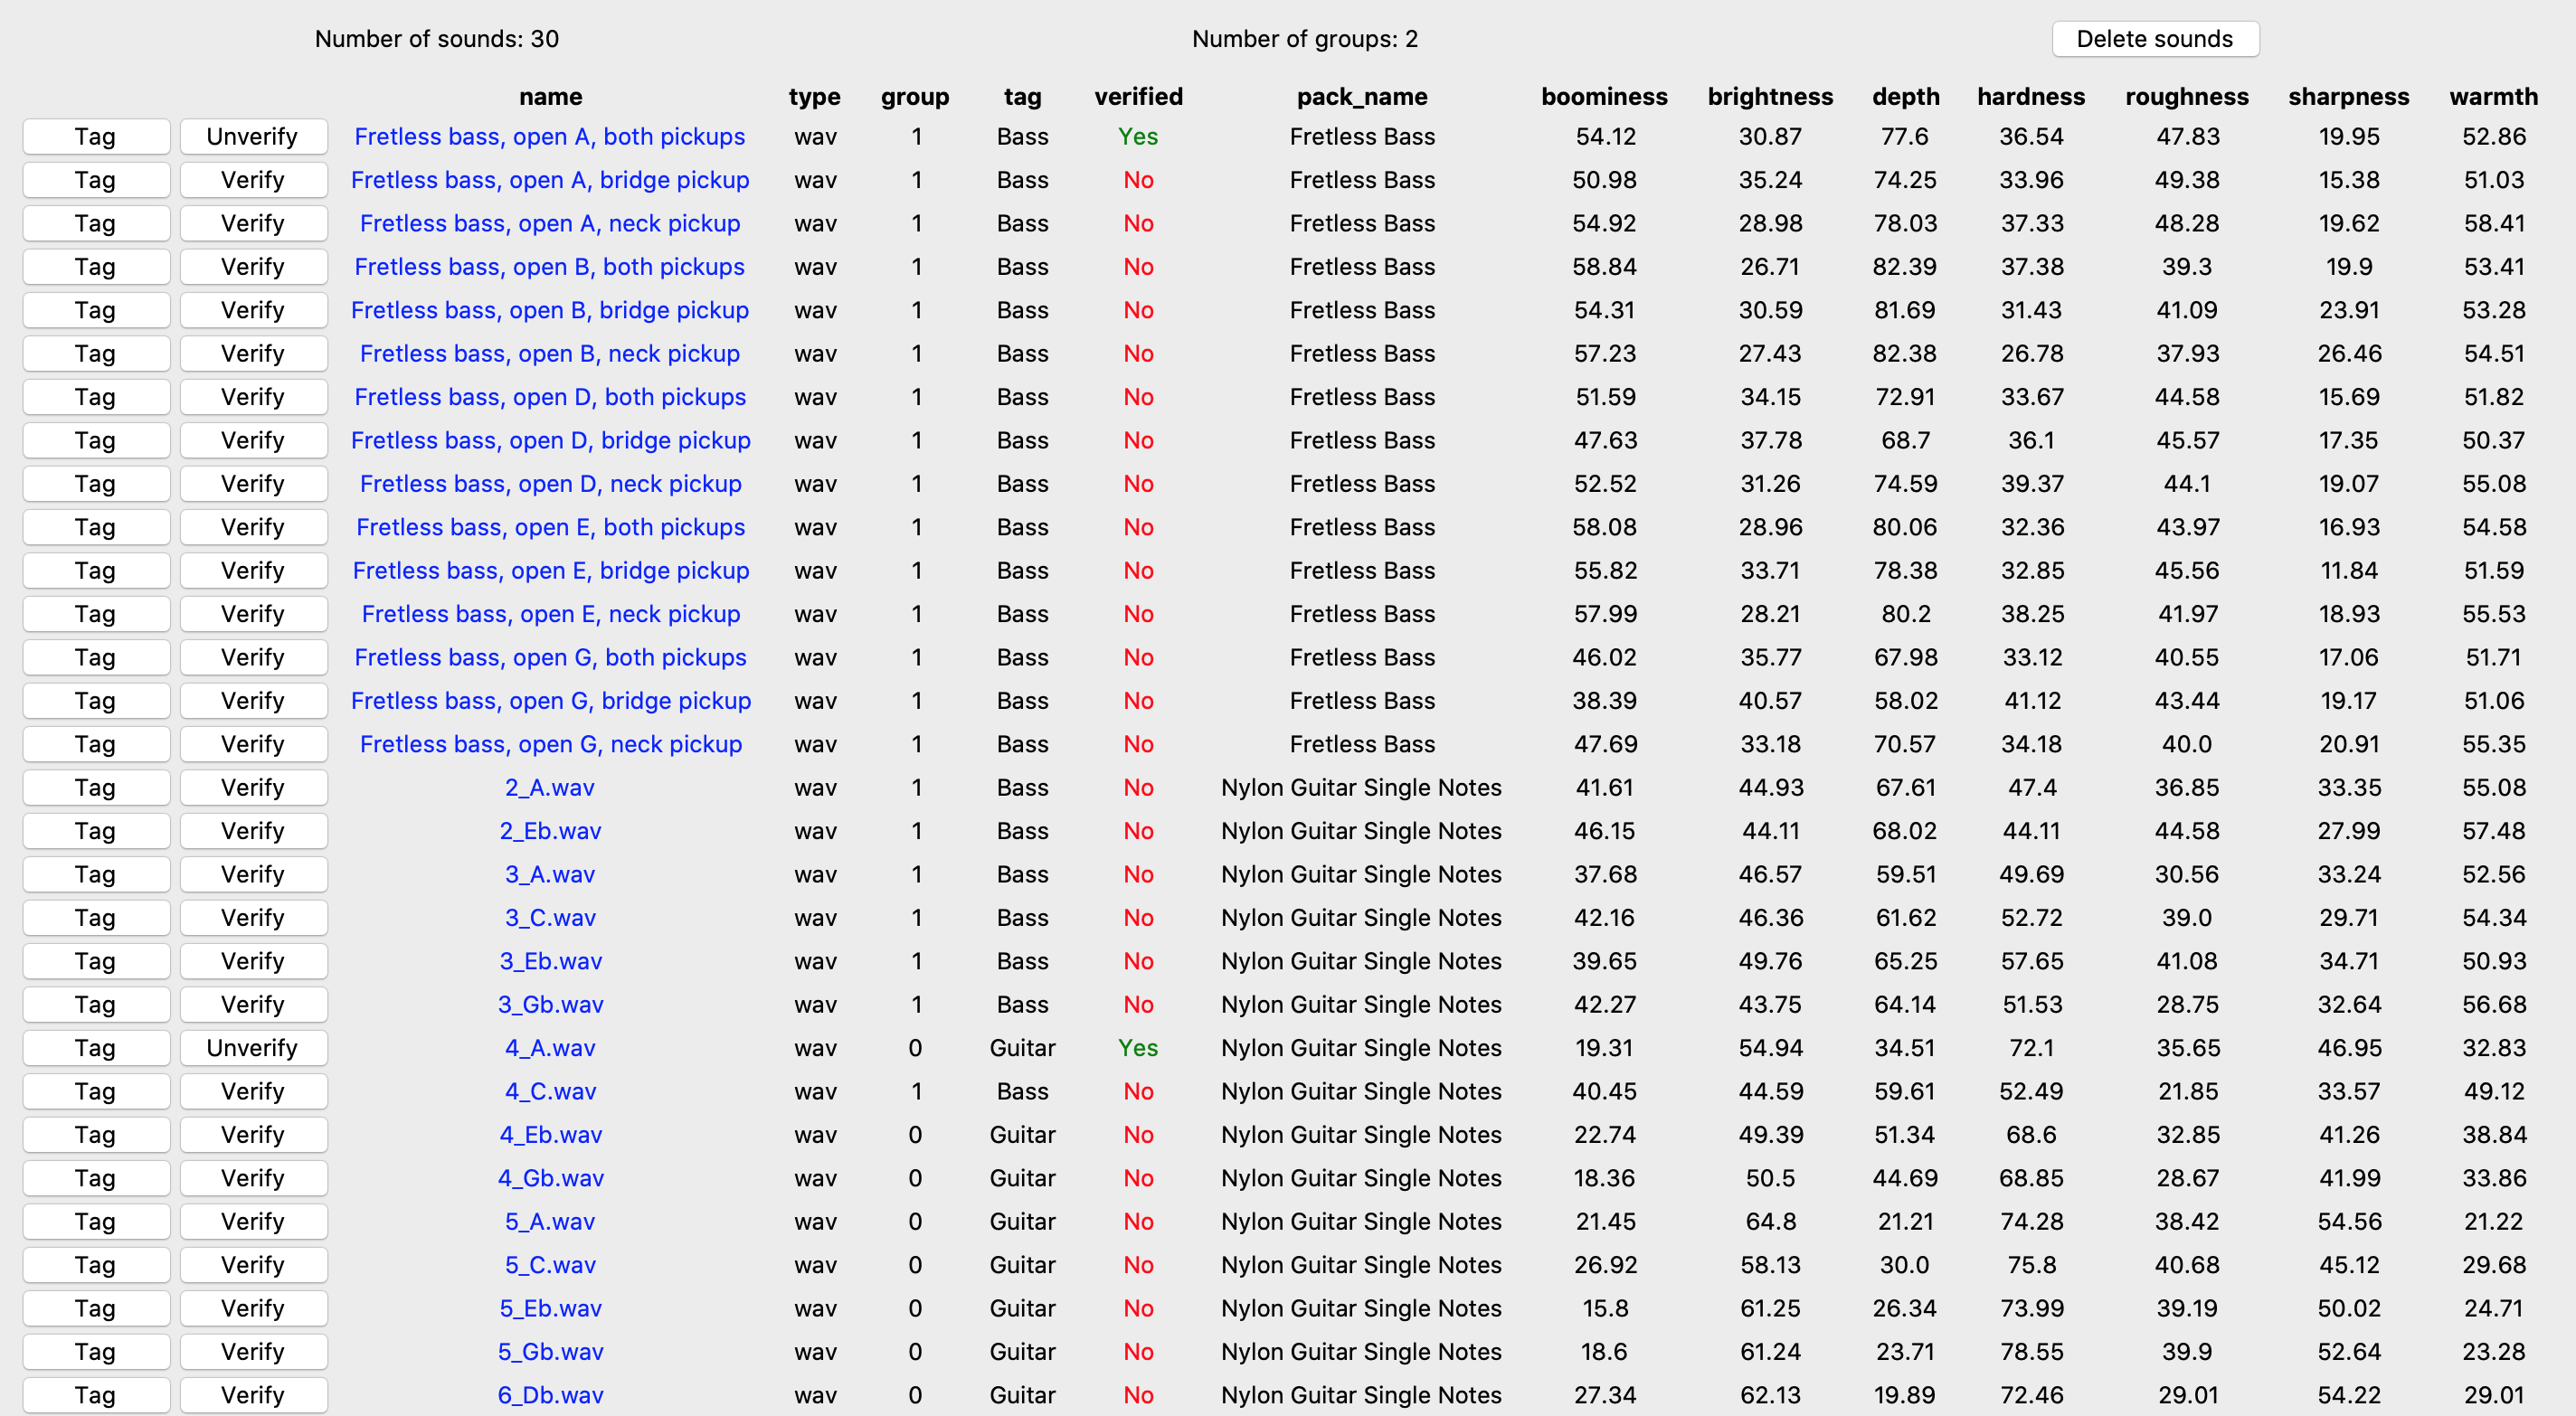 Number of sounds: 30 Number of groups: 2 Delete sounds
name type group tag verified pack_name boominess brightness depth hardness roughness sharpness warmth
Tag Unverify Fretless bass, open A, both pickups wav 1 Bass Yes Fretless Bass 54.12 30.87 77.6 36.54 47.83 19.95 52.86
Tag Verify Fretless bass, open A, bridge pickup wav 1 Bass No Fretless Bass 50.98 35.24 74.25 33.96 49.38 15.38 51.03
Tag Verify Fretless bass, open A, neck pickup wav 1 Bass No Fretless Bass 54.92 28.98 78.03 37.33 48.28 19.62 58.41
Tag Verify Fretless bass, open B, both pickups wav 1 Bass No Fretless Bass 58.84 26.71 82.39 37.38 39.3 19.9 53.41
Tag Verify Fretless bass, open B, bridge pickup wav 1 Bass No Fretless Bass 54.31 30.59 81.69 31.43 41.09 23.91 53.28
Tag Verify Fretless bass, open B, neck pickup wav 1 Bass No Fretless Bass 57.23 27.43 82.38 26.78 37.93 26.46 54.51
Tag Verify Fretless bass, open D, both pickups wav 1 Bass No Fretless Bass 51.59 34.15 72.91 33.67 44.58 15.69 51.82
Tag Verify Fretless bass, open D, bridge pickup wav 1 Bass No Fretless Bass 47.63 37.78 68.7 36.1 45.57 17.35 50.37
Tag Verify Fretless bass, open D, neck pickup wav 1 Bass No Fretless Bass 52.52 31.26 74.59 39.37 44.1 19.07 55.08
Tag Verify Fretless bass, open E, both pickups wav 1 Bass No Fretless Bass 58.08 28.96 80.06 32.36 43.97 16.93 54.58
Tag Verify Fretless bass, open E, bridge pickup wav 1 Bass No Fretless Bass 55.82 33.71 78.38 32.85 45.56 11.84 51.59
Tag Verify Fretless bass, open E, neck pickup wav 1 Bass No Fretless Bass 57.99 28.21 80.2 38.25 41.97 18.93 55.53
Tag Verify Fretless bass, open G, both pickups wav 1 Bass No Fretless Bass 46.02 35.77 67.98 33.12 40.55 17.06 51.71
Tag Verify Fretless bass, open G, bridge pickup wav 1 Bass No Fretless Bass 38.39 40.57 58.02 41.12 43.44 19.17 51.06
Tag Verify Fretless bass, open G, neck pickup wav 1 Bass No Fretless Bass 47.69 33.18 70.57 34.18 40.0 20.91 55.35
Tag Verify 2_A.wav wav 1 Bass No Nylon Guitar Single Notes 41.61 44.93 67.61 47.4 36.85 33.35 55.08
Tag Verify 2_Eb.wav wav 1 Bass No Nylon Guitar Single Notes 46.15 44.11 68.02 44.11 44.58 27.99 57.48
Tag Verify 3_A.wav wav 1 Bass No Nylon Guitar Single Notes 37.68 46.57 59.51 49.69 30.56 33.24 52.56
Tag Verify 3_C.wav wav 1 Bass No Nylon Guitar Single Notes 42.16 46.36 61.62 52.72 39.0 29.71 54.34
Tag Verify 3_Eb.wav wav 1 Bass No Nylon Guitar Single Notes 39.65 49.76 65.25 57.65 41.08 34.71 50.93
Tag Verify 3_Gb.wav wav 1 Bass No Nylon Guitar Single Notes 42.27 43.75 64.14 51.53 28.75 32.64 56.68
Tag Unverify 4_A.wav wav 0 Guitar Yes Nylon Guitar Single Notes 19.31 54.94 34.51 72.1 35.65 46.95 32.83
Tag Verify 4_C.wav wav 1 Bass No Nylon Guitar Single Notes 40.45 44.59 59.61 52.49 21.85 33.57 49.12
Tag Verify 4_Eb.wav wav 0 Guitar No Nylon Guitar Single Notes 22.74 49.39 51.34 68.6 32.85 41.26 38.84
Tag Verify 4_Gb.wav wav 0 Guitar No Nylon Guitar Single Notes 18.36 50.5 44.69 68.85 28.67 41.99 33.86
Tag Verify 5_A.wav wav 0 Guitar No Nylon Guitar Single Notes 21.45 64.8 21.21 74.28 38.42 54.56 21.22
Tag Verify 5_C.wav wav 0 Guitar No Nylon Guitar Single Notes 26.92 58.13 30.0 75.8 40.68 45.12 29.68
Tag Verify 5_Eb.wav wav 0 Guitar No Nylon Guitar Single Notes 15.8 61.25 26.34 73.99 39.19 50.02 24.71
Tag Verify 5_Gb.wav wav 0 Guitar No Nylon Guitar Single Notes 18.6 61.24 23.71 78.55 39.9 52.64 23.28
Tag Verify 6_Db.wav wav 0 Guitar No Nylon Guitar Single Notes 27.34 62.13 19.89 72.46 29.01 54.22 29.01